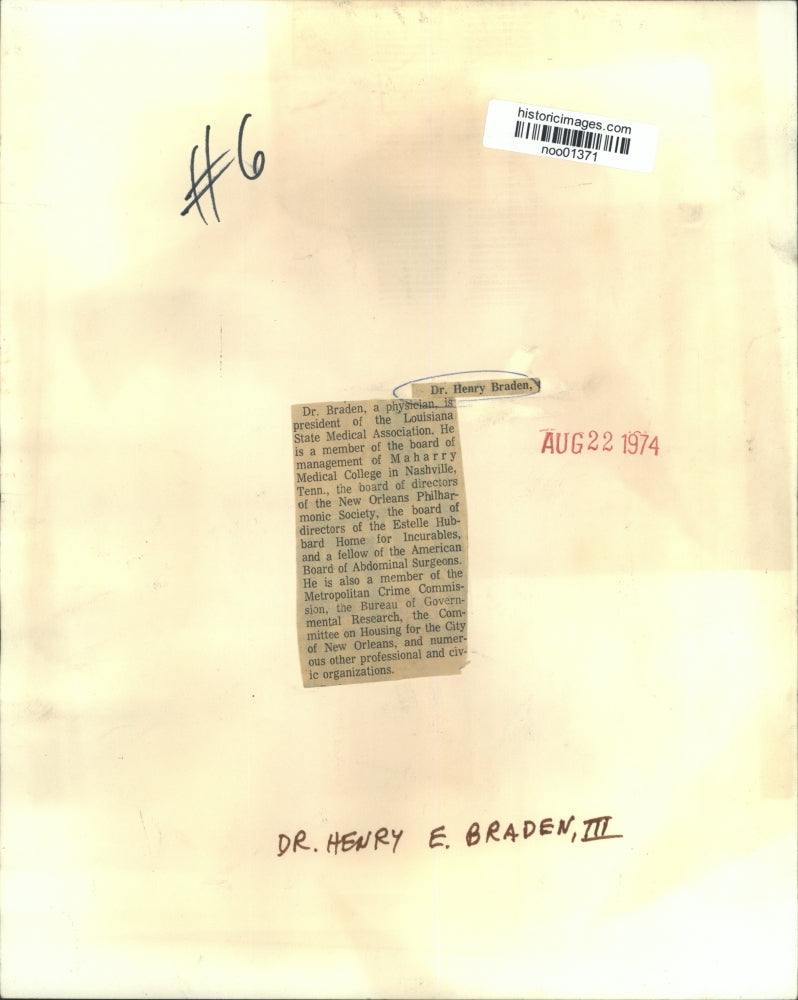 #6
historicimages.com
noo01371
Dr. Henry Braden,
Dr. Braden, a physician, is
president of the Louisiana
State Medical Association. He
is a member of the board of
management of Maharry
Medical College in Nashville,
Tenn., the board of directors
of the New Orleans Philhar-
monic Society, the board of
directors of the Estelle Hub-
bard Home for Incurables,
and a fellow of the American
Board of Abdominal Surgeons.
He is also a member of the
Metropolitan Crime Commis-
sion, the Bureau of Govern-
mental Research, the Com-
mittee on Housing for the City
of New Orleans, and numer-
ous other professional and civ-
ic organizations.
AUG 22 1974
DR. HENRY E. BRADEN, III